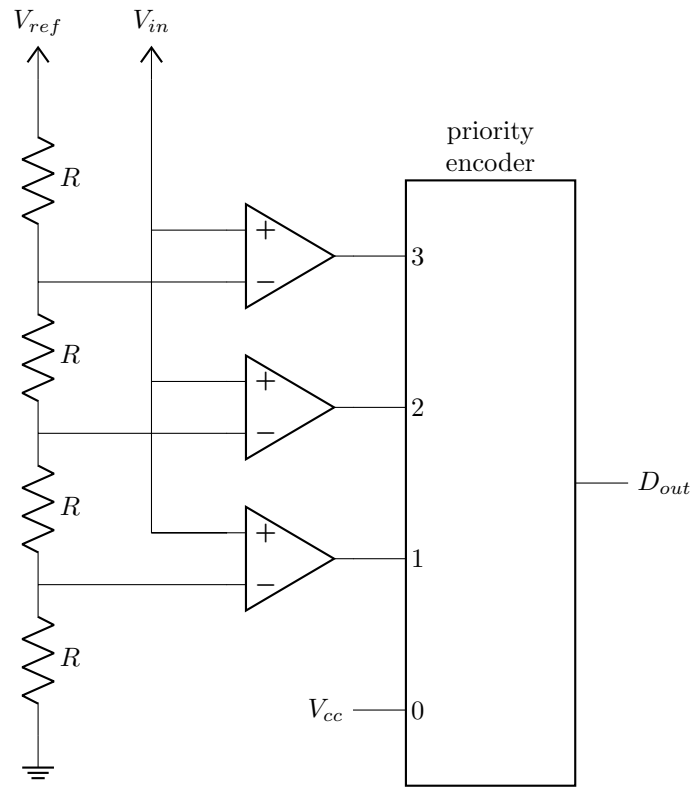 V_ref
V_in
priority
encoder
R
+
3
−
R
+
2
−
D_out
R
+
1
−
R
V_cc
0